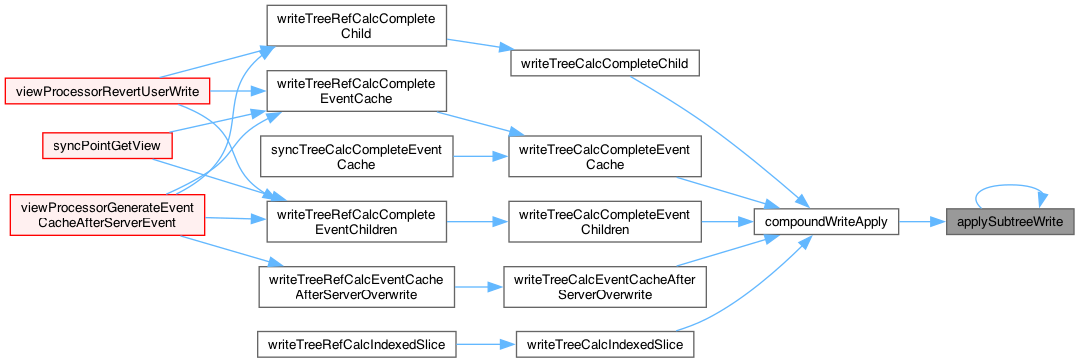 writeTreeRefCalcComplete
Child
viewProcessorRevertUserWrite
writeTreeRefCalcComplete
EventCache
syncPointGetView
syncTreeCalcCompleteEvent
Cache
viewProcessorGenerateEvent
CacheAfterServerEvent
writeTreeRefCalcComplete
EventChildren
writeTreeRefCalcEventCache
AfterServerOverwrite
writeTreeRefCalcIndexedSlice
writeTreeCalcCompleteChild
writeTreeCalcCompleteEvent
Cache
writeTreeCalcCompleteEvent
Children
writeTreeCalcEventCacheAfter
ServerOverwrite
writeTreeCalcIndexedSlice
compoundWriteApply
applySubtreeWrite